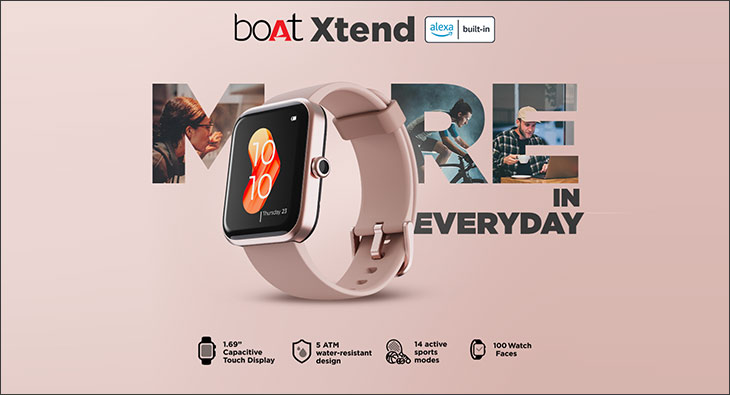 boAt Xtend alexa built-in
MORE
10
10
Thursday 23
IN
EVERYDAY
1.69"
Capacitive
Touch Display
5 ATM
water-resistant
design
14 active
sports
modes
100 Watch
Faces